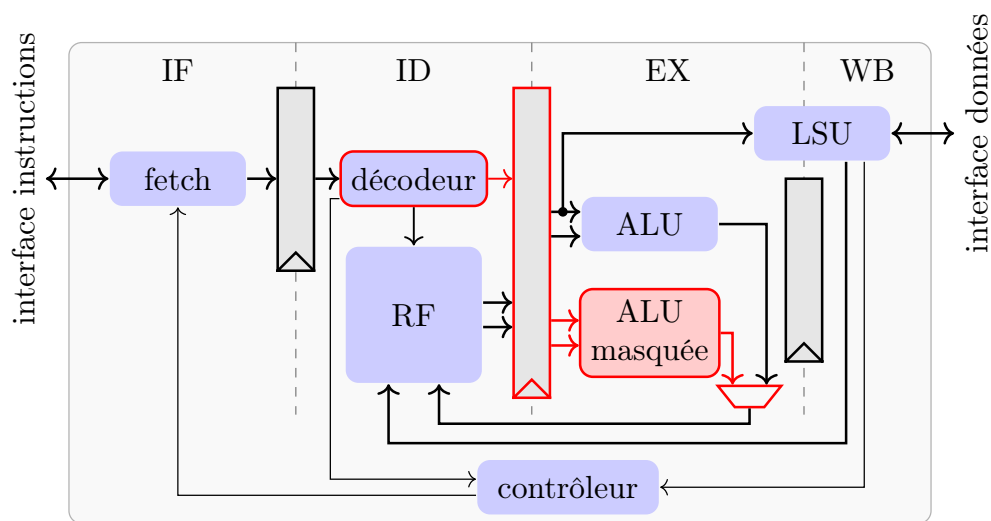 IF
ID
EX
WB
interface instructions
interface données
LSU
fetch
décodeur
ALU
RF
ALU
masquée
contrôleur